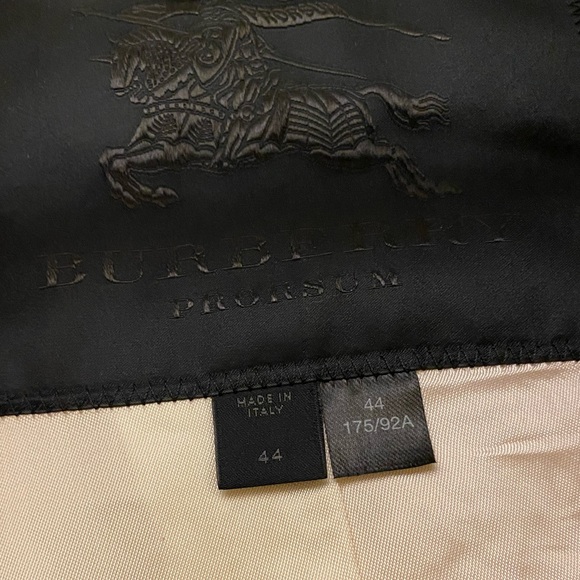 BURBERRY
PRORSUM
MADE IN
ITALY
44
44
175/92A